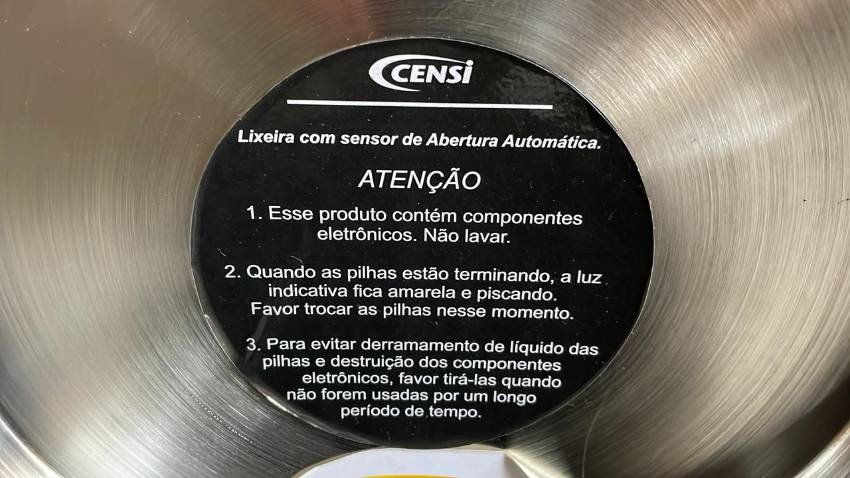 CENSi
Lixeira com sensor de Abertura Automática.
ATENÇÃO
1. Esse produto contém componentes
eletrônicos. Não lavar.
2. Quando as pilhas estão terminando, a luz
indicativa fica amarela e piscando.
Favor trocar as pilhas nesse momento.
3. Para evitar derramamento de líquido das
pilhas e destruição dos componentes
eletrônicos, favor tirá-las quando
não forem usadas por um longo
período de tempo.